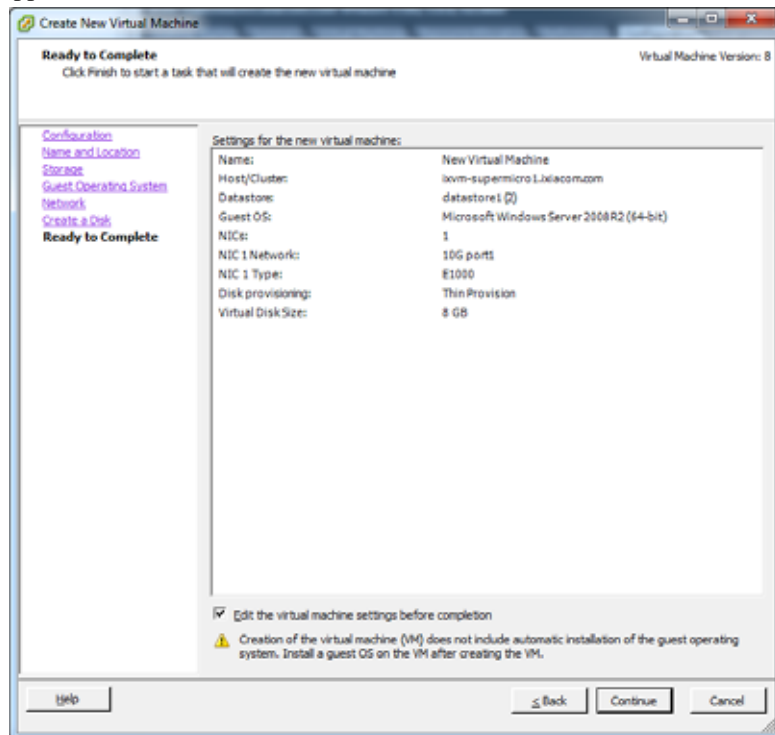 Create New Virtual Machine
Ready to Complete
Click Finish to start a task that will create the new virtual machine
Virtual Machine Version: 8
Configuration
Name and Location
Storage
Guest Operating System
Network
Create a Disk
Ready to Complete
Settings for the new virtual machine:
Name: New Virtual Machine
Host/Cluster: ixvm-supermicro1.ixiacom.com
Datastore: datastore1 (2)
Guest OS: Microsoft Windows Server 2008 R2 (64-bit)
NICs: 1
NIC 1 Network: 10G port1
NIC 1 Type: E1000
Disk provisioning: Thin Provision
Virtual Disk Size: 8 GB
Edit the virtual machine settings before completion
Creation of the virtual machine (VM) does not include automatic installation of the guest operating
system. Install a guest OS on the VM after creating the VM.
Help
≤ Back
Continue
Cancel